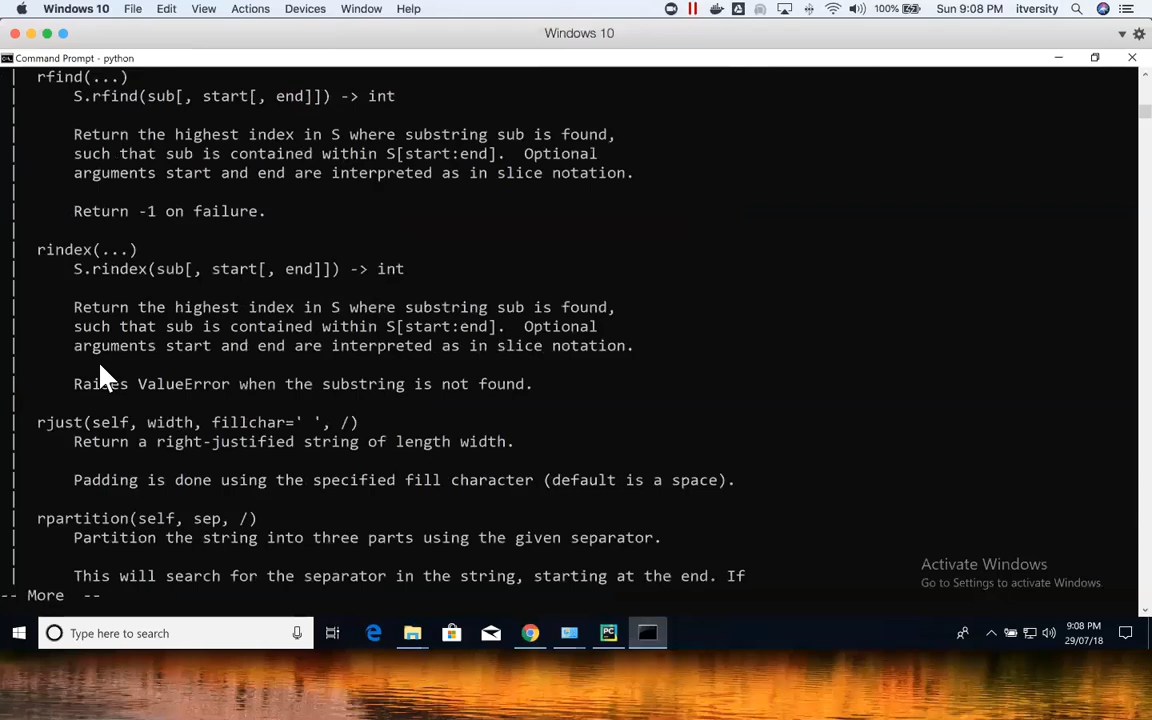 Windows 10 File Edit View Actions Devices Window Help 100% Sun 9:08 PM itversity
Windows 10
Command Prompt - python
| rfind(...)
| S.rfind(sub[, start[, end]]) -> int
|
| Return the highest index in S where substring sub is found,
| such that sub is contained within S[start:end].  Optional
| arguments start and end are interpreted as in slice notation.
|
| Return -1 on failure.
|
| rindex(...)
| S.rindex(sub[, start[, end]]) -> int
|
| Return the highest index in S where substring sub is found,
| such that sub is contained within S[start:end].  Optional
| arguments start and end are interpreted as in slice notation.
|
| Raises ValueError when the substring is not found.
|
| rjust(self, width, fillchar=' ', /)
| Return a right-justified string of length width.
|
| Padding is done using the specified fill character (default is a space).
|
| rpartition(self, sep, /)
| Partition the string into three parts using the given separator.
|
| This will search for the separator in the string, starting at the end. If
-- More  --
Activate Windows
Go to Settings to activate Windows.
Type here to search
PC
9:08 PM
29/07/18